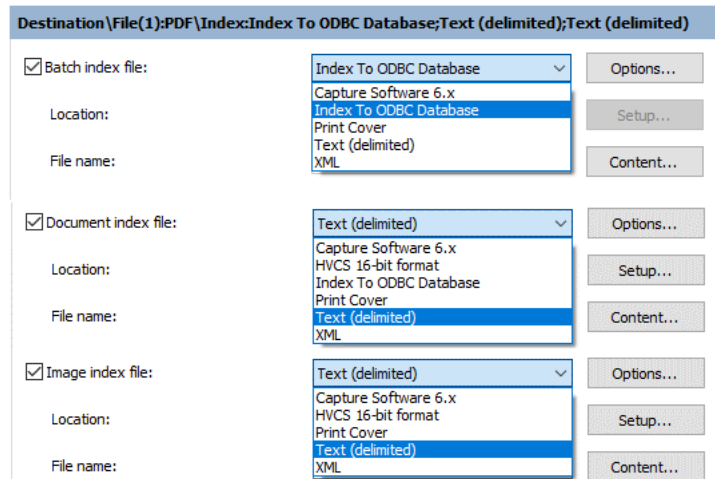 Destination\File(1):PDF\Index:Index To ODBC Database;Text (delimited);Text (delimited)
Batch index file: Index To ODBC Database Options...
Capture Software 6.x
Location: Index To ODBC Database Setup...
Print Cover
Text (delimited)
File name: XML Content...
Document index file: Text (delimited) Options...
Capture Software 6.x
Location: HVCS 16-bit format Setup...
Index To ODBC Database
Print Cover
File name: Text (delimited) Content...
XML
Image index file: Text (delimited) Options...
Capture Software 6.x
Location: HVCS 16-bit format Setup...
Print Cover
Text (delimited)
File name: XML Content...